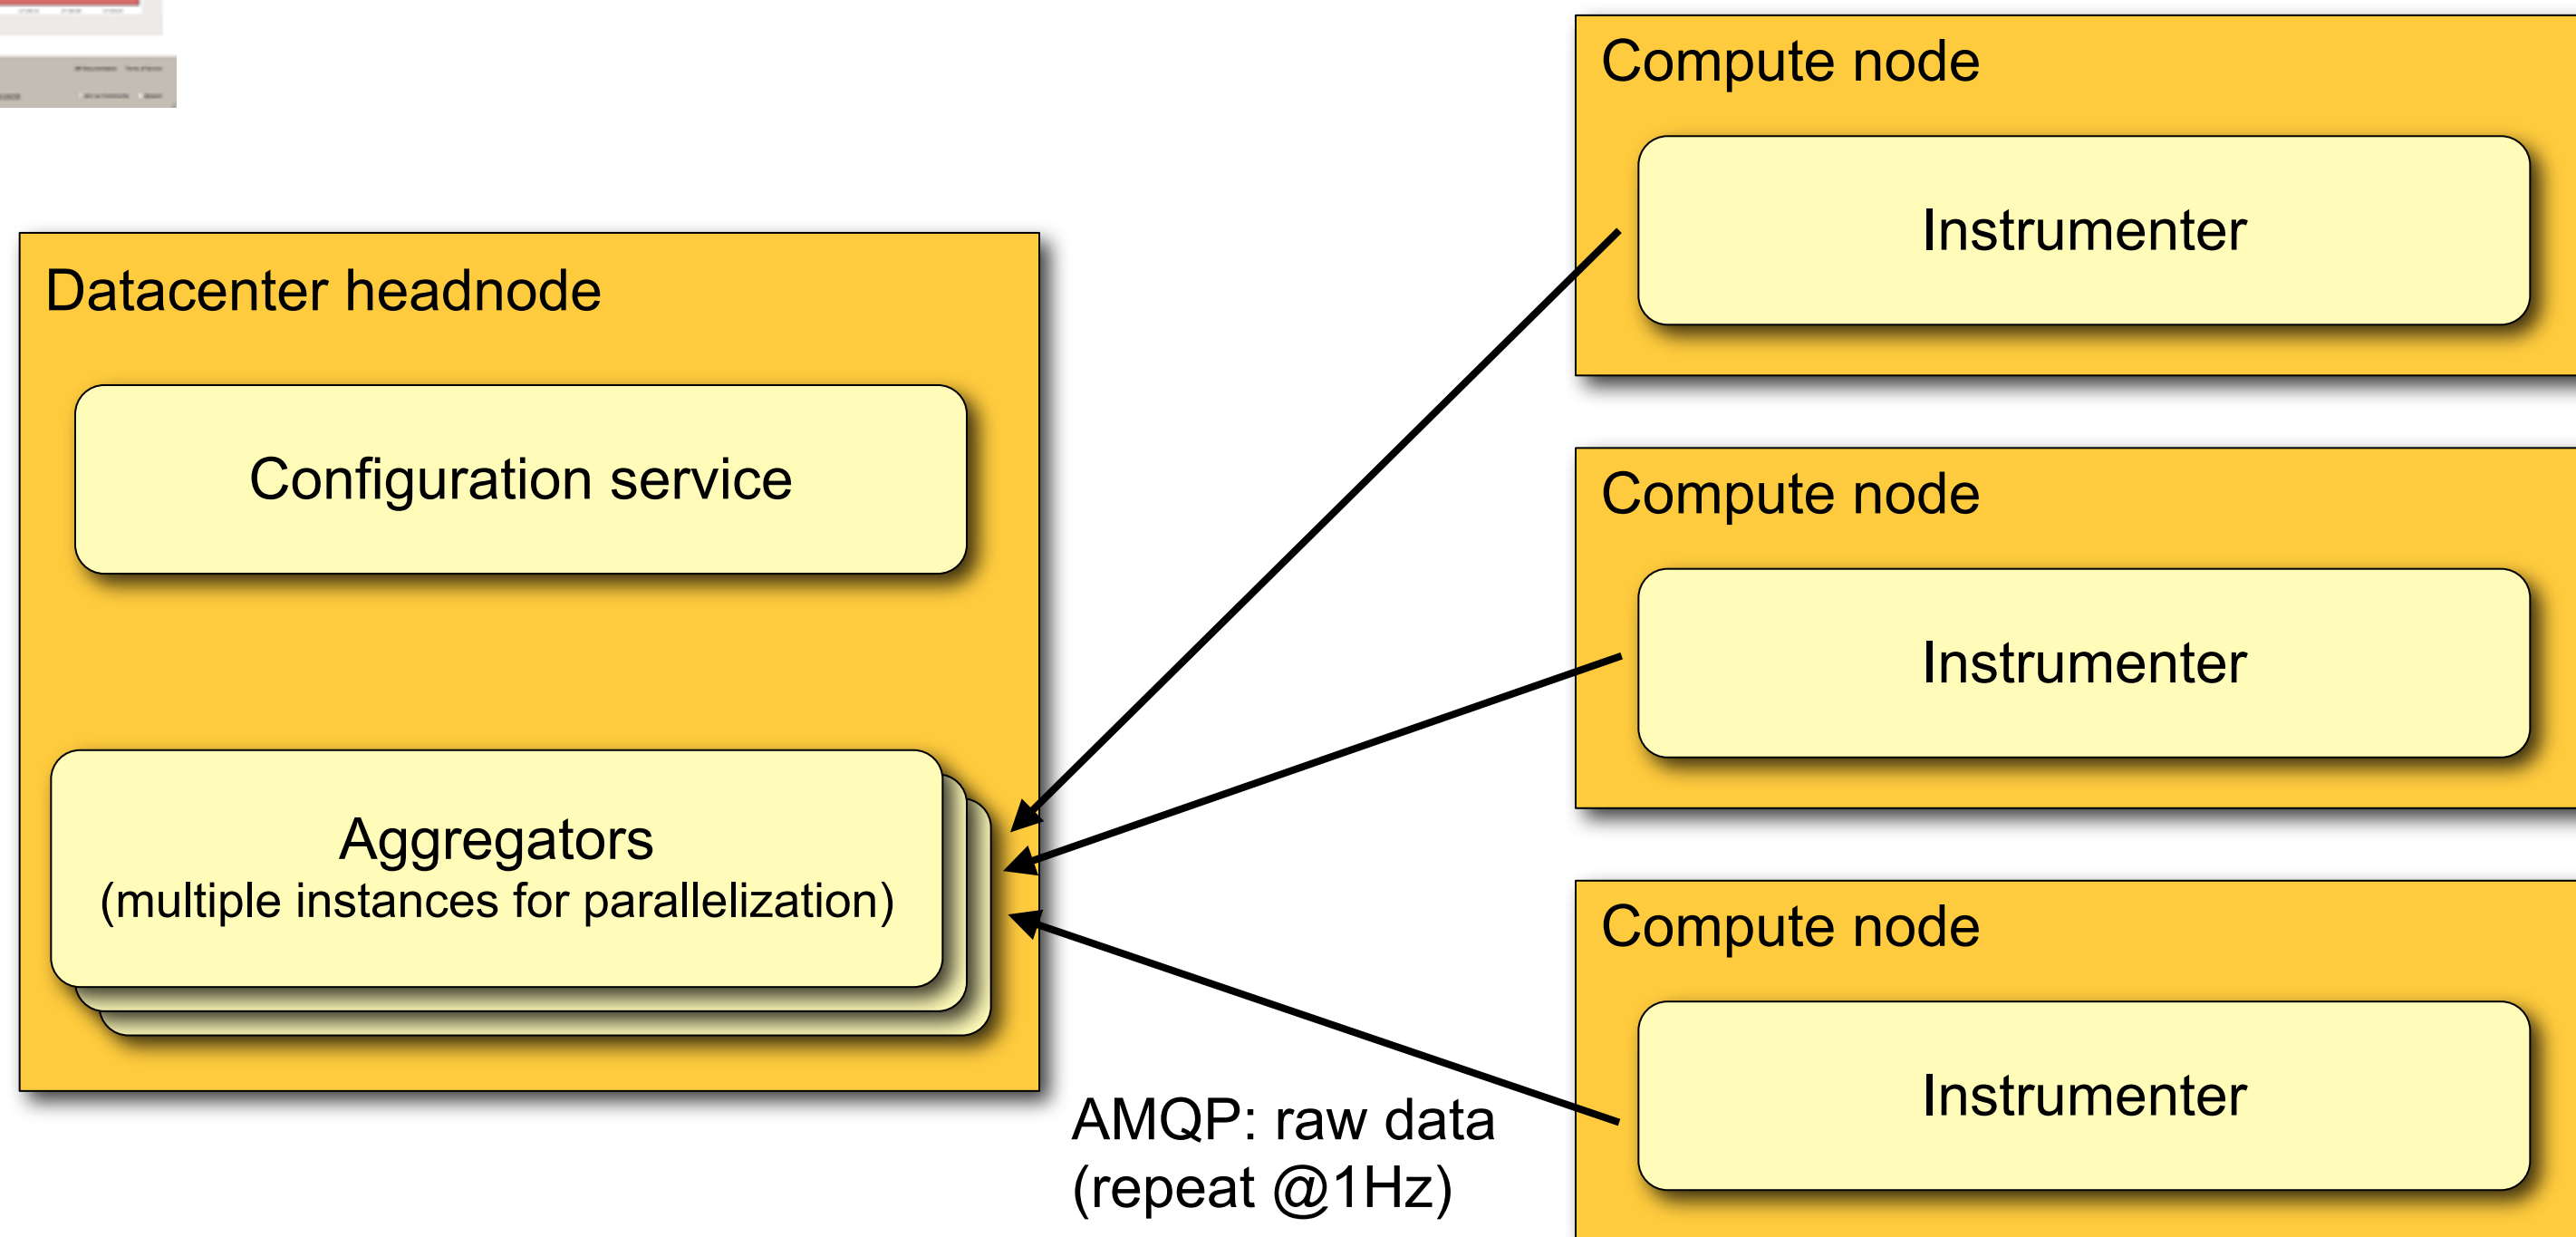 Compute node
Instrumenter
Datacenter headnode
Configuration service
Compute node
Instrumenter
Aggregators
(multiple instances for parallelization)
Compute node
Instrumenter
AMQP: raw data
(repeat @1Hz)